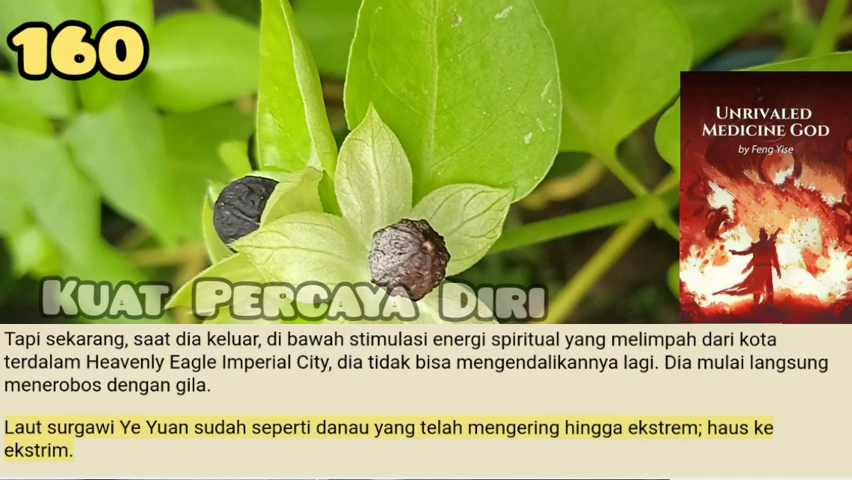 160
UNRIVALED
MEDICINE GOD
by Feng Yise
KUAT PERCAYA DIRI
Tapi sekarang, saat dia keluar, di bawah stimulasi energi spiritual yang melimpah dari kota
terdalam Heavenly Eagle Imperial City, dia tidak bisa mengendalikannya lagi. Dia mulai langsung
menerobos dengan gila.
Laut surgawi Ye Yuan sudah seperti danau yang telah mengering hingga ekstrem; haus ke
ekstrim.